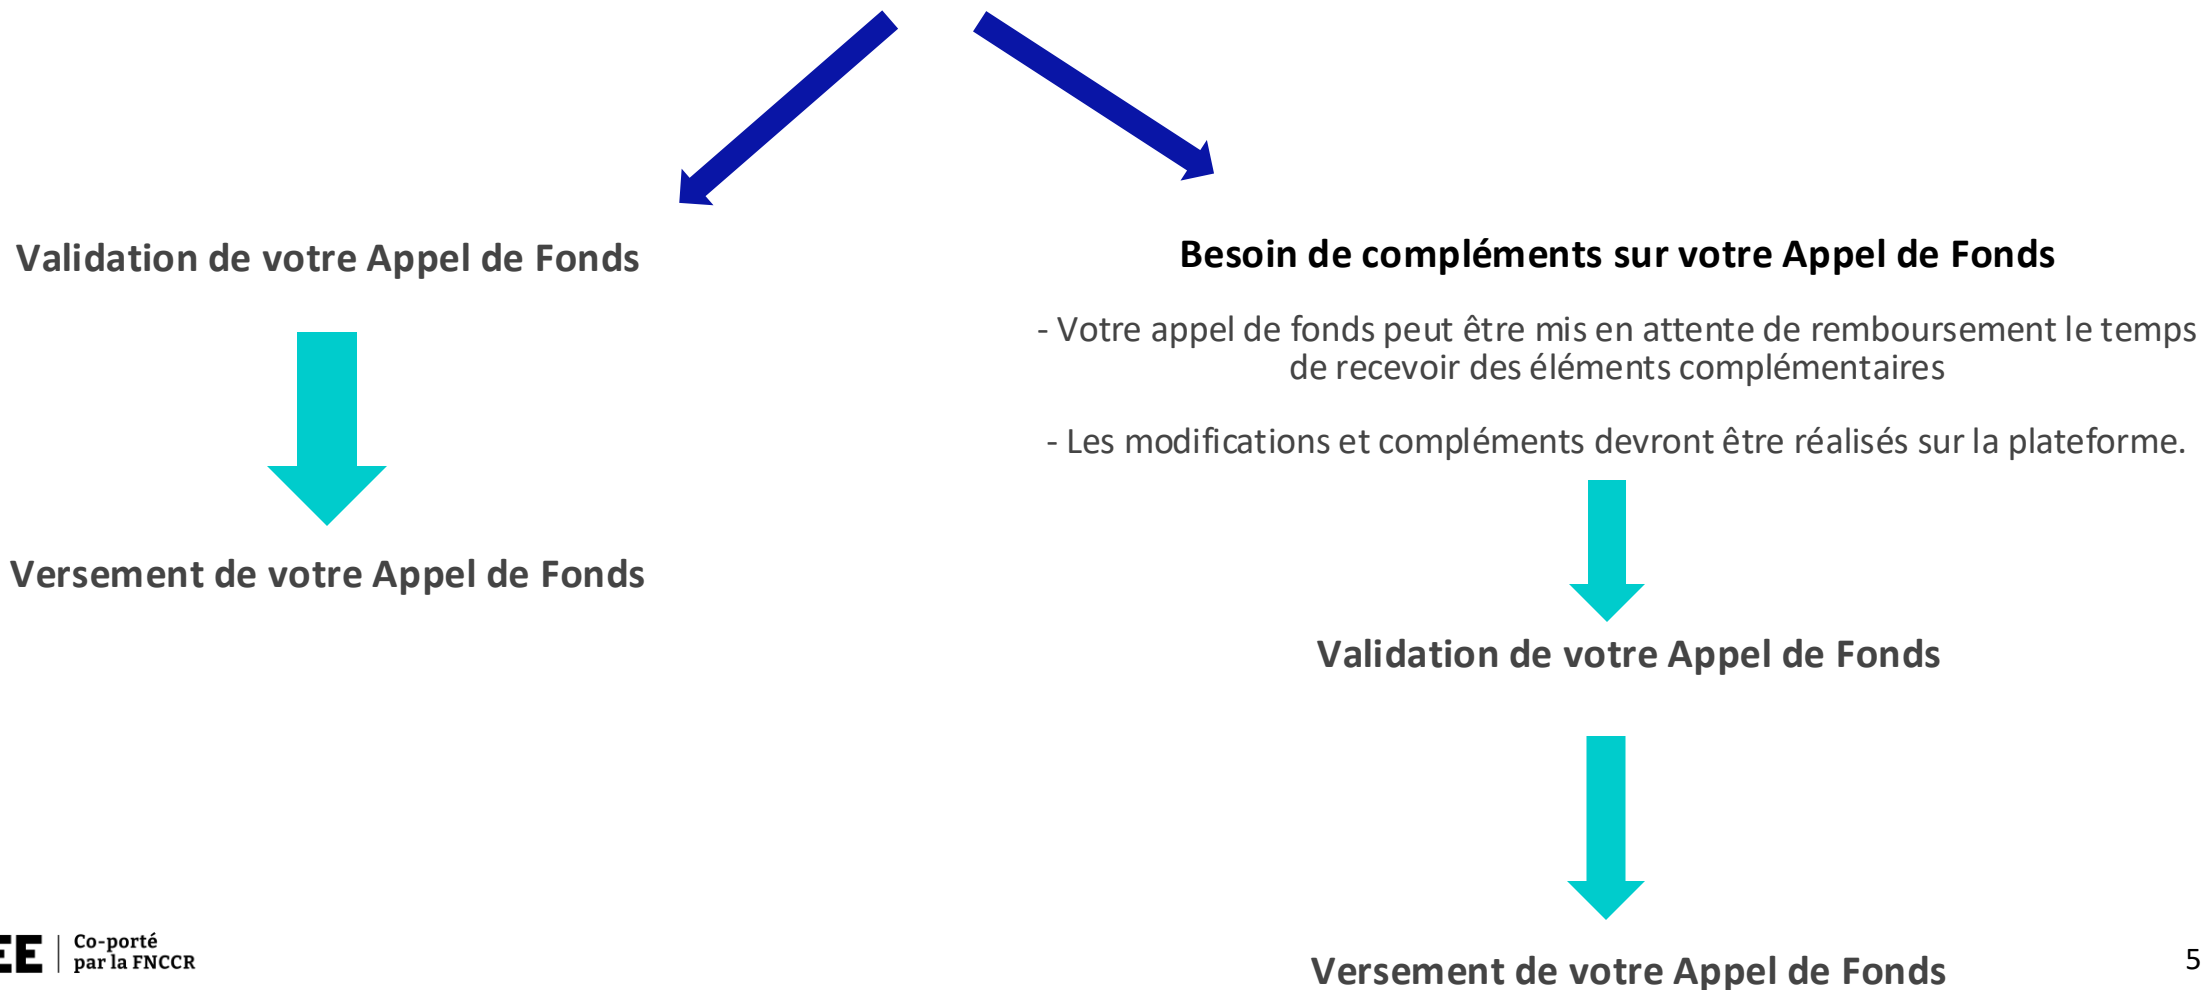 Validation de votre Appel de Fonds
Versement de votre Appel de Fonds
Besoin de compléments sur votre Appel de Fonds
- Votre appel de fonds peut être mis en attente de remboursement le temps
de recevoir des éléments complémentaires
- Les modifications et compléments devront être réalisés sur la plateforme.
Validation de votre Appel de Fonds
Versement de votre Appel de Fonds
EE
Co-porté
par la FNCCR
5